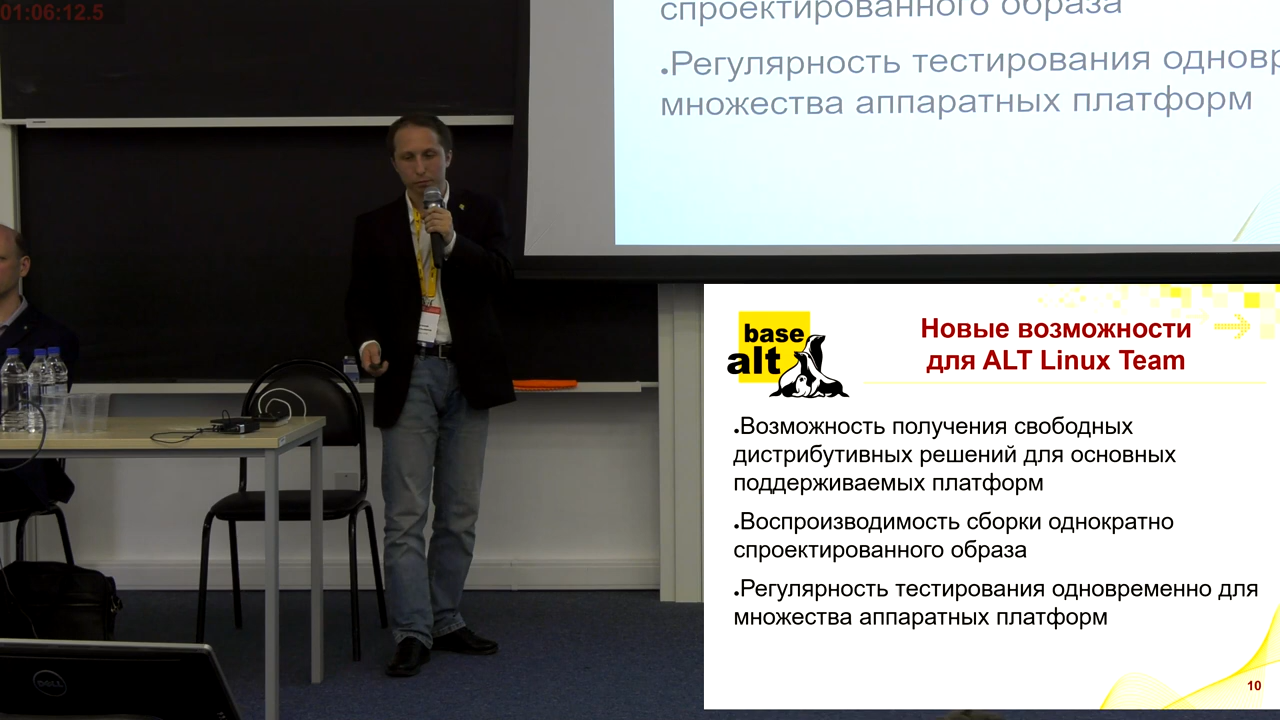 01:06:12.5
спроектированного образа
●Регулярность тестирования одновр
множества аппаратных платформ
base
alt
Новые возможности
для ALT Linux Team
●Возможность получения свободных
дистрибутивных решений для основных
поддерживаемых платформ
●Воспроизводимость сборки однократно
спроектированного образа
●Регулярность тестирования одновременно для
множества аппаратных платформ
10
DELL